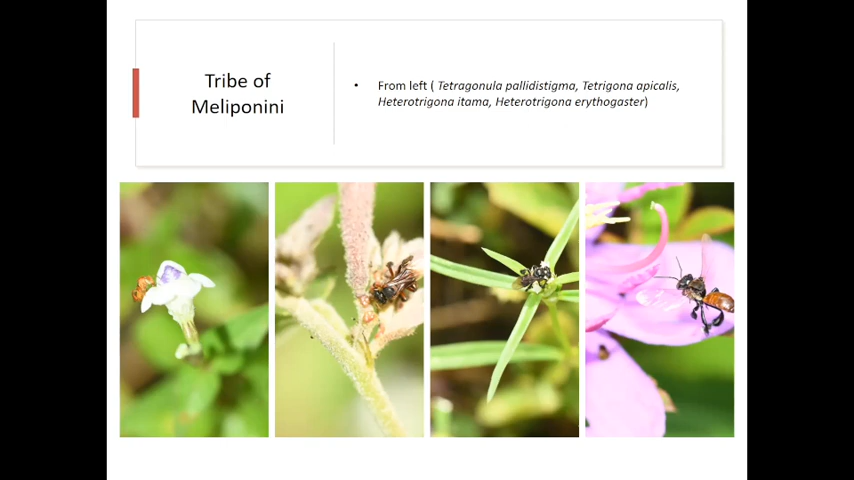 Tribe of
Meliponini
• From left ( Tetragonula pallidistigma, Tetrigona apicalis,
Heterotrigona itama, Heterotrigona erythogaster)